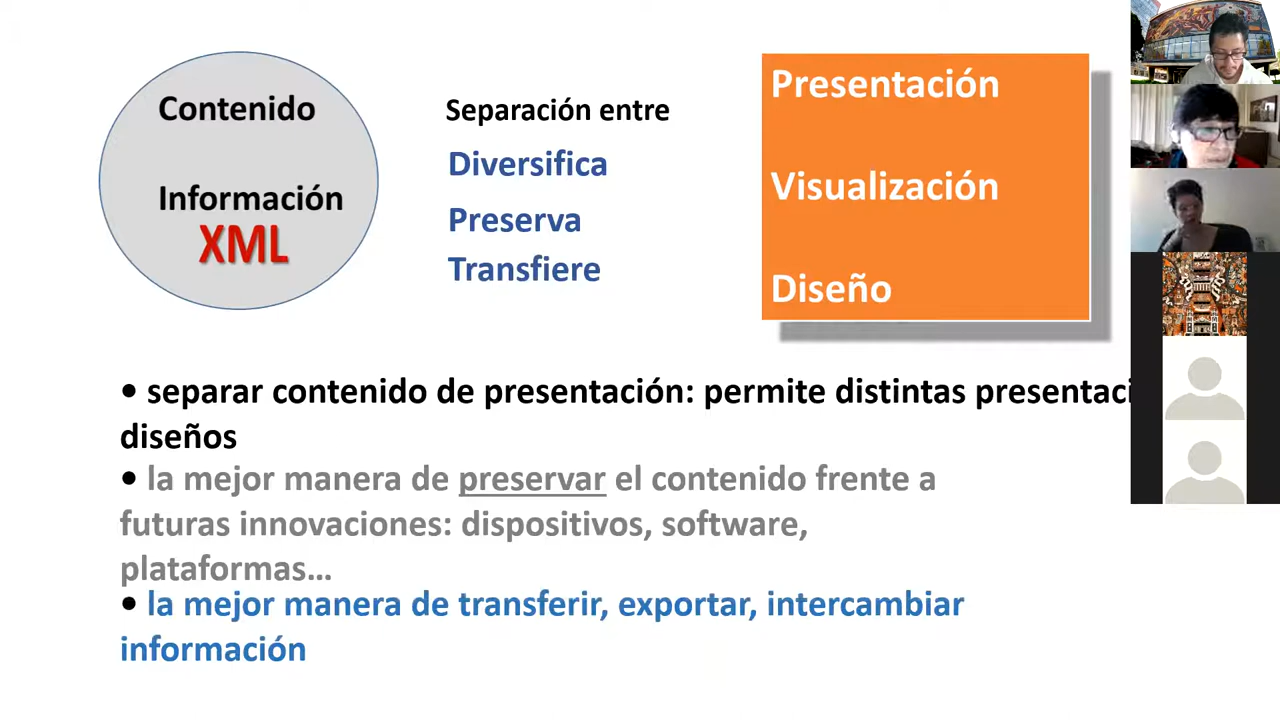 Contenido
Información
XML
Separación entre
Diversifica
Preserva
Transfiere
Presentación
Visualización
Diseño
• separar contenido de presentación: permite distintas presentaci
diseños
• la mejor manera de preservar el contenido frente a
futuras innovaciones: dispositivos, software,
plataformas...
• la mejor manera de transferir, exportar, intercambiar
información